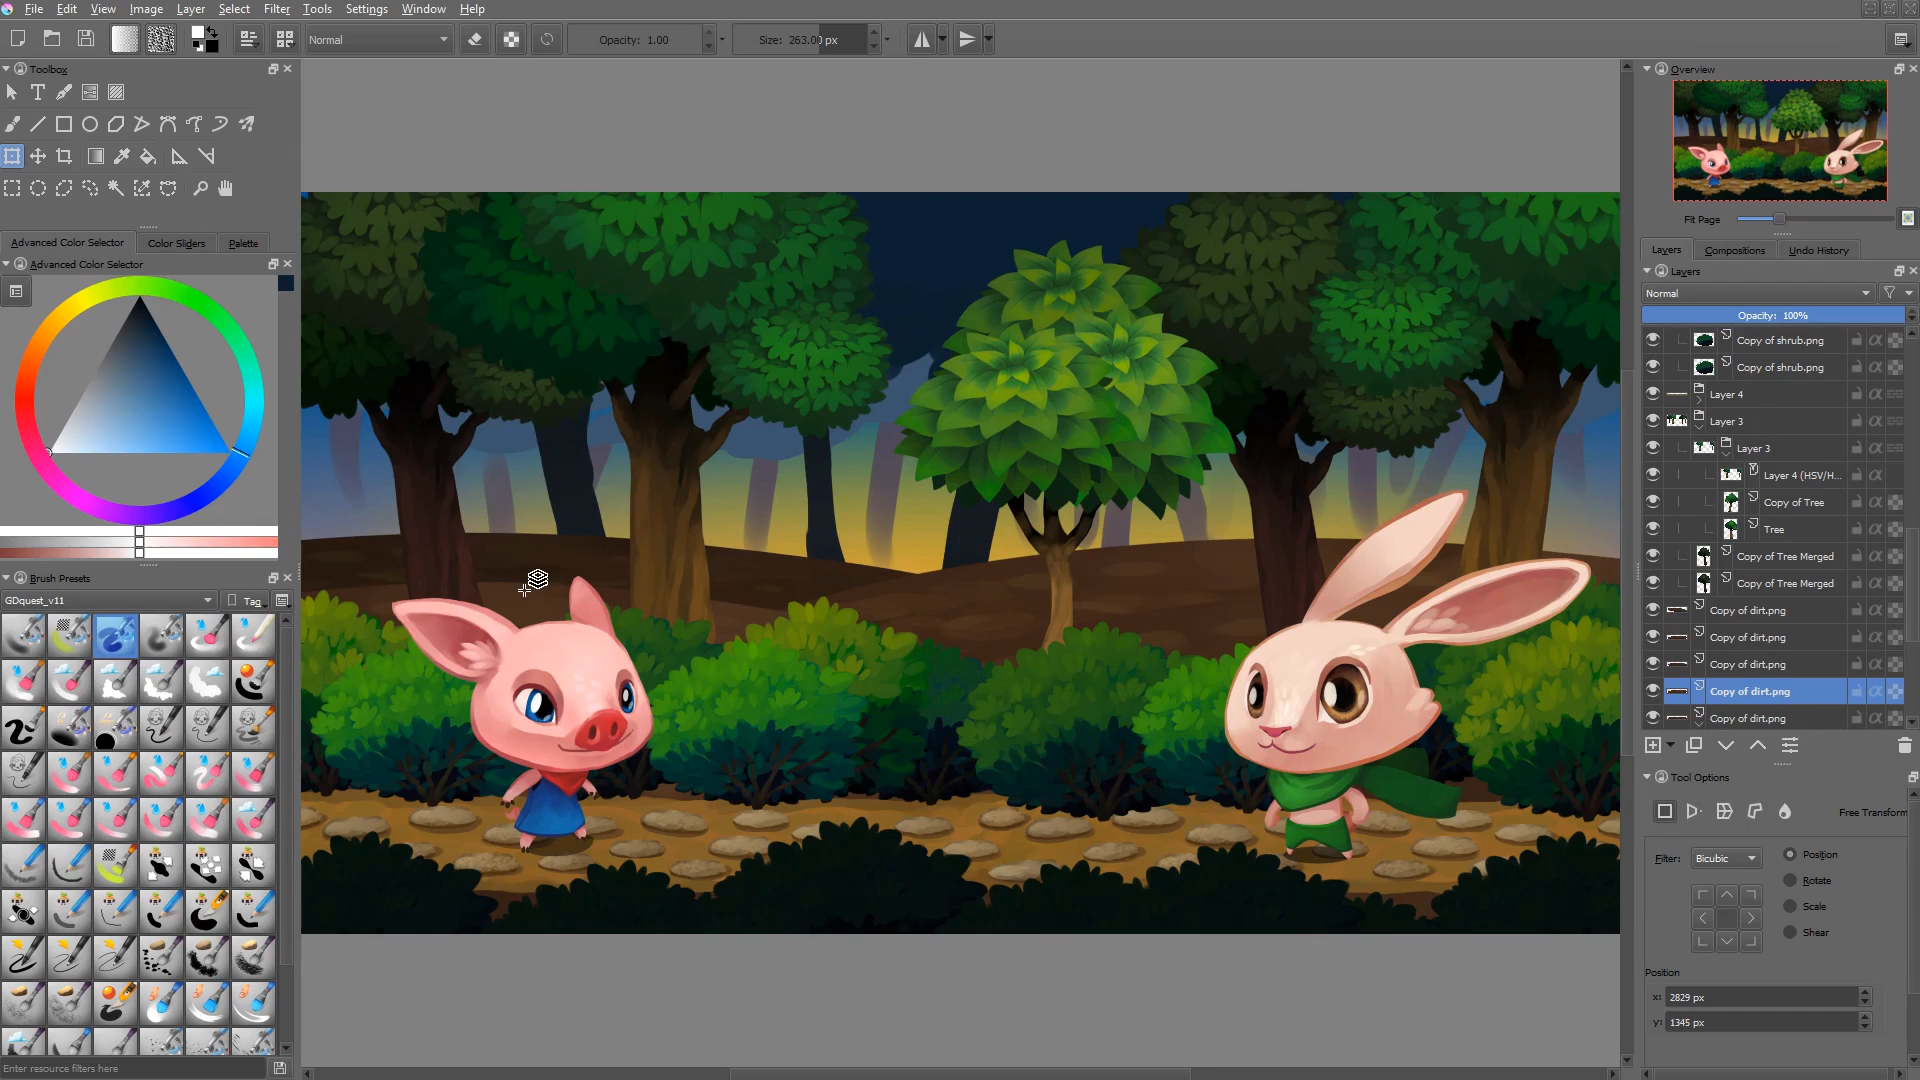 File Edit View Image Layer Select Filter Tools Settings Window Help
Normal Opacity: 1.00 Size: 263.00 px
Toolbox
Advanced Color Selector Color Sliders Palette
Advanced Color Selector
Brush Presets
GDquest_v11 Tag
Enter resource filters here
Overview
Fit Page
Layers Compositions Undo History
Layers
Normal
Opacity: 100%
Copy of shrub.png
Copy of shrub.png
Layer 4
Layer 3
Layer 3
Layer 4 (HSV/H...
Copy of Tree
Tree
Copy of Tree Merged
Copy of Tree Merged
Copy of dirt.png
Copy of dirt.png
Copy of dirt.png
Copy of dirt.png
Copy of dirt.png
Tool Options
Free Transform
Filter: Bicubic Position
Rotate
Scale
Shear
Position
x: 2829 px
y: 1345 px